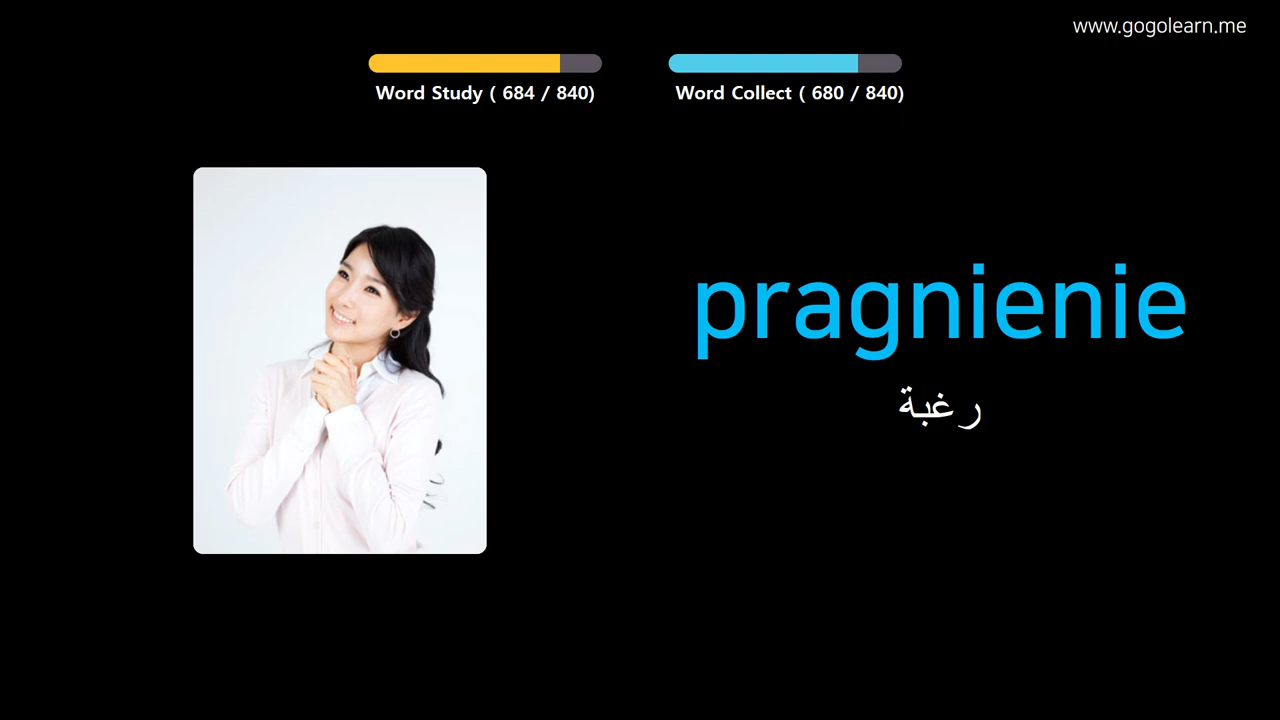 www.gogolearn.me
Word Study ( 684 / 840)
Word Collect ( 680 / 840)
pragnienie
رغبة